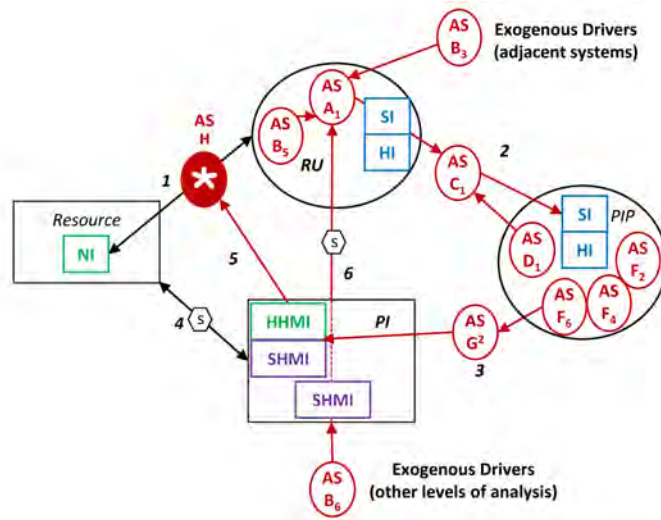 AS
B₃
Exogenous Drivers
(adjacent systems)
AS
A₁
AS
H
AS
B₅
SI
HI
RU
AS
C₁
2
1
Resource
NI
S
5
6
SI
PIP
HI
AS
D₁
AS
F₂
AS
F₄
AS
F₆
4
S
HHMI
PI
SHMI
AS
G²
3
SHMI
AS
B₆
Exogenous Drivers
(other levels of analysis)